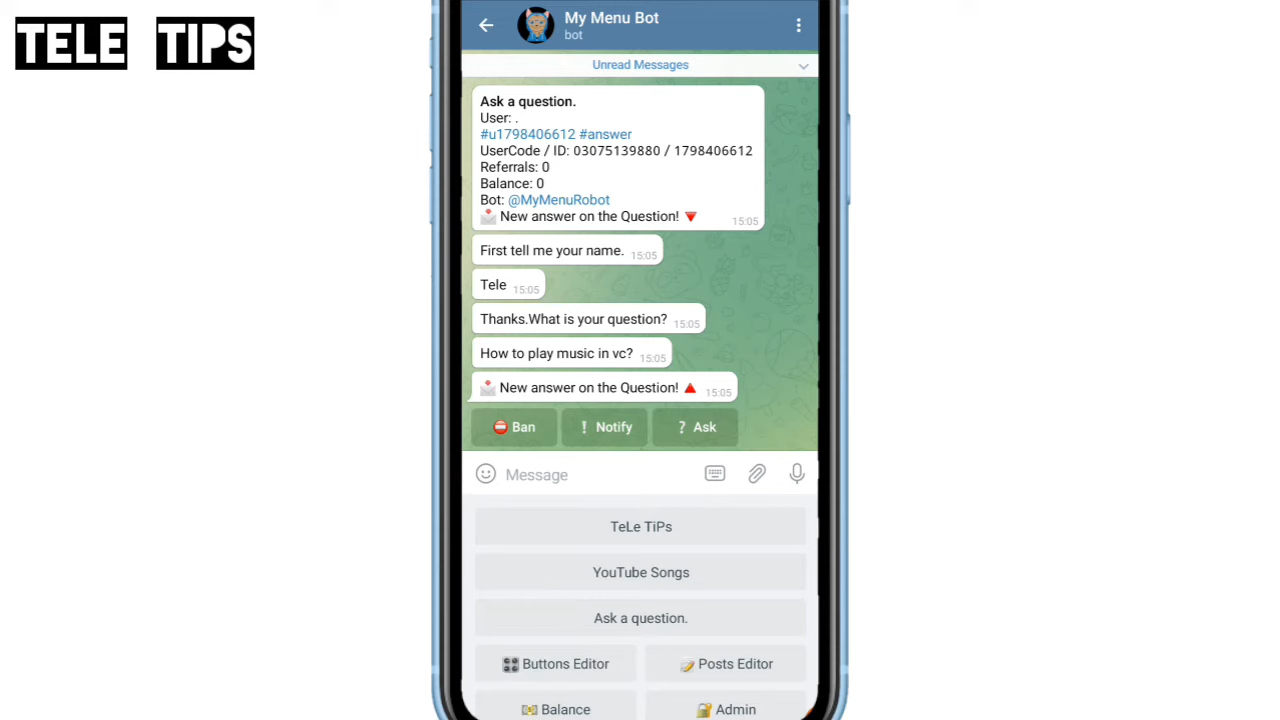 TELE TIPS
My Menu Bot
bot
Unread Messages
Ask a question.
User: .
#u1798406612 #answer
UserCode / ID: 03075139880 / 1798406612
Referrals: 0
Balance: 0
Bot: @MyMenuRobot
📩 New answer on the Question! 🔻 15:05
First tell me your name. 15:05
Tele 15:05
Thanks.What is your question? 15:05
How to play music in vc? 15:05
📩 New answer on the Question! 🔺 15:05
⛔ Ban ❕ Notify ❔ Ask
Message
TeLe TiPs
YouTube Songs
Ask a question.
🎛 Buttons Editor 📝 Posts Editor
💴 Balance 🔐 Admin